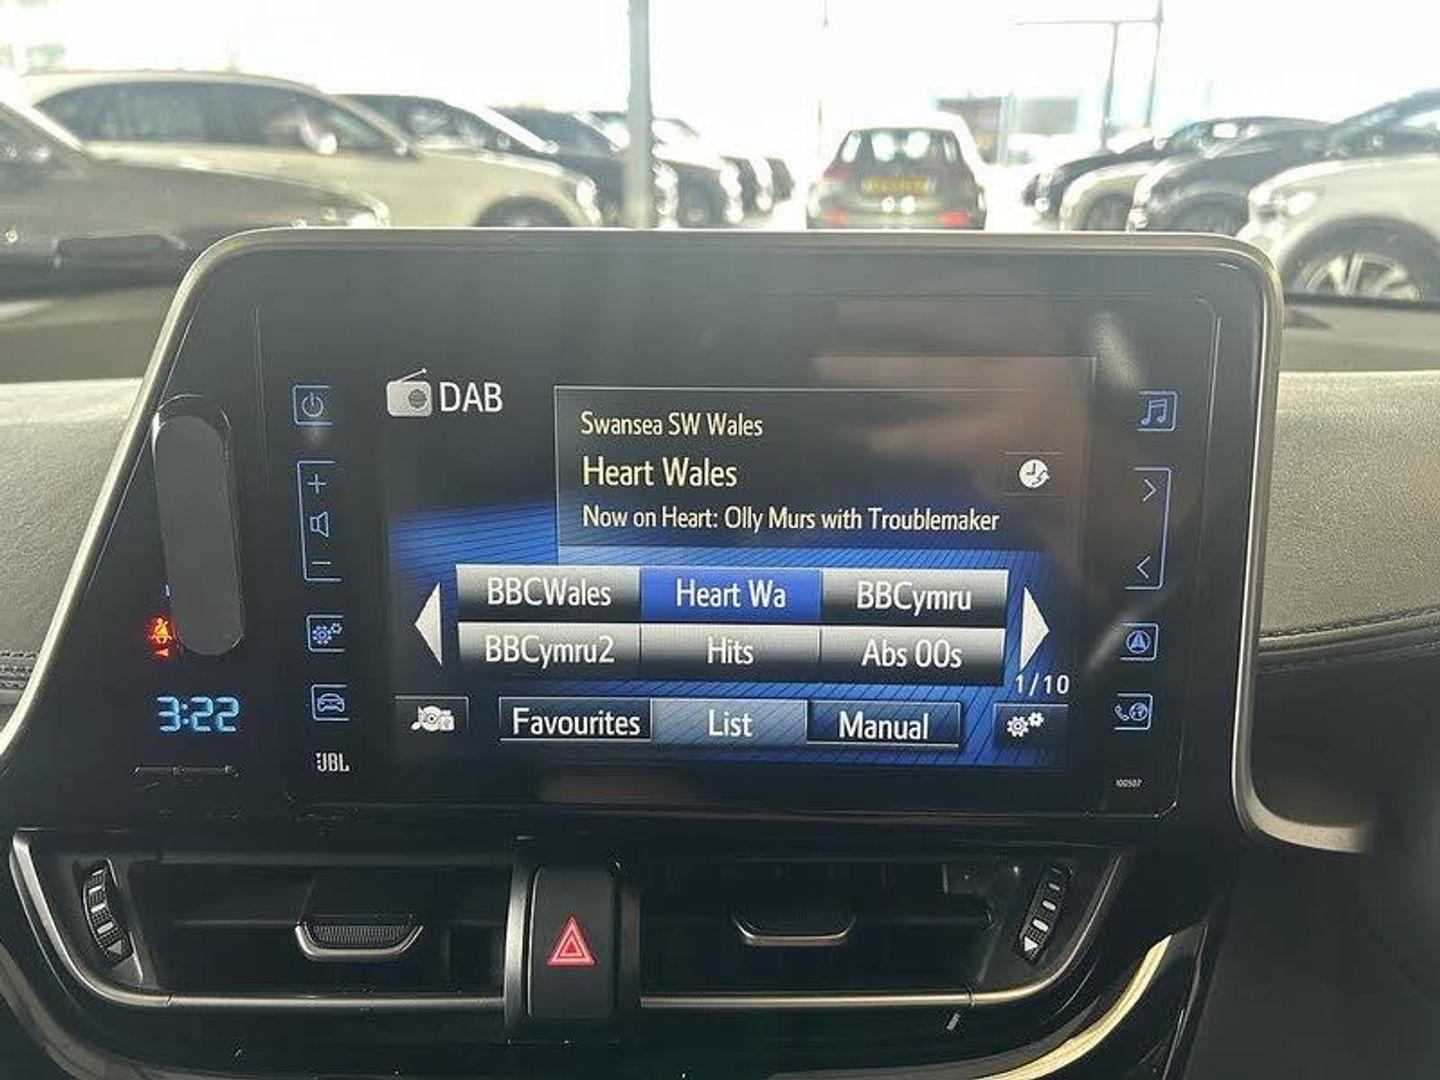 DAB
Swansea SW Wales
Heart Wales
Now on Heart: Olly Murs with Troublemaker
BBCWales Heart Wa BBCymru
BBCymru2 Hits Abs 00s
1/10
Favourites List Manual
3:22
JBL
100507